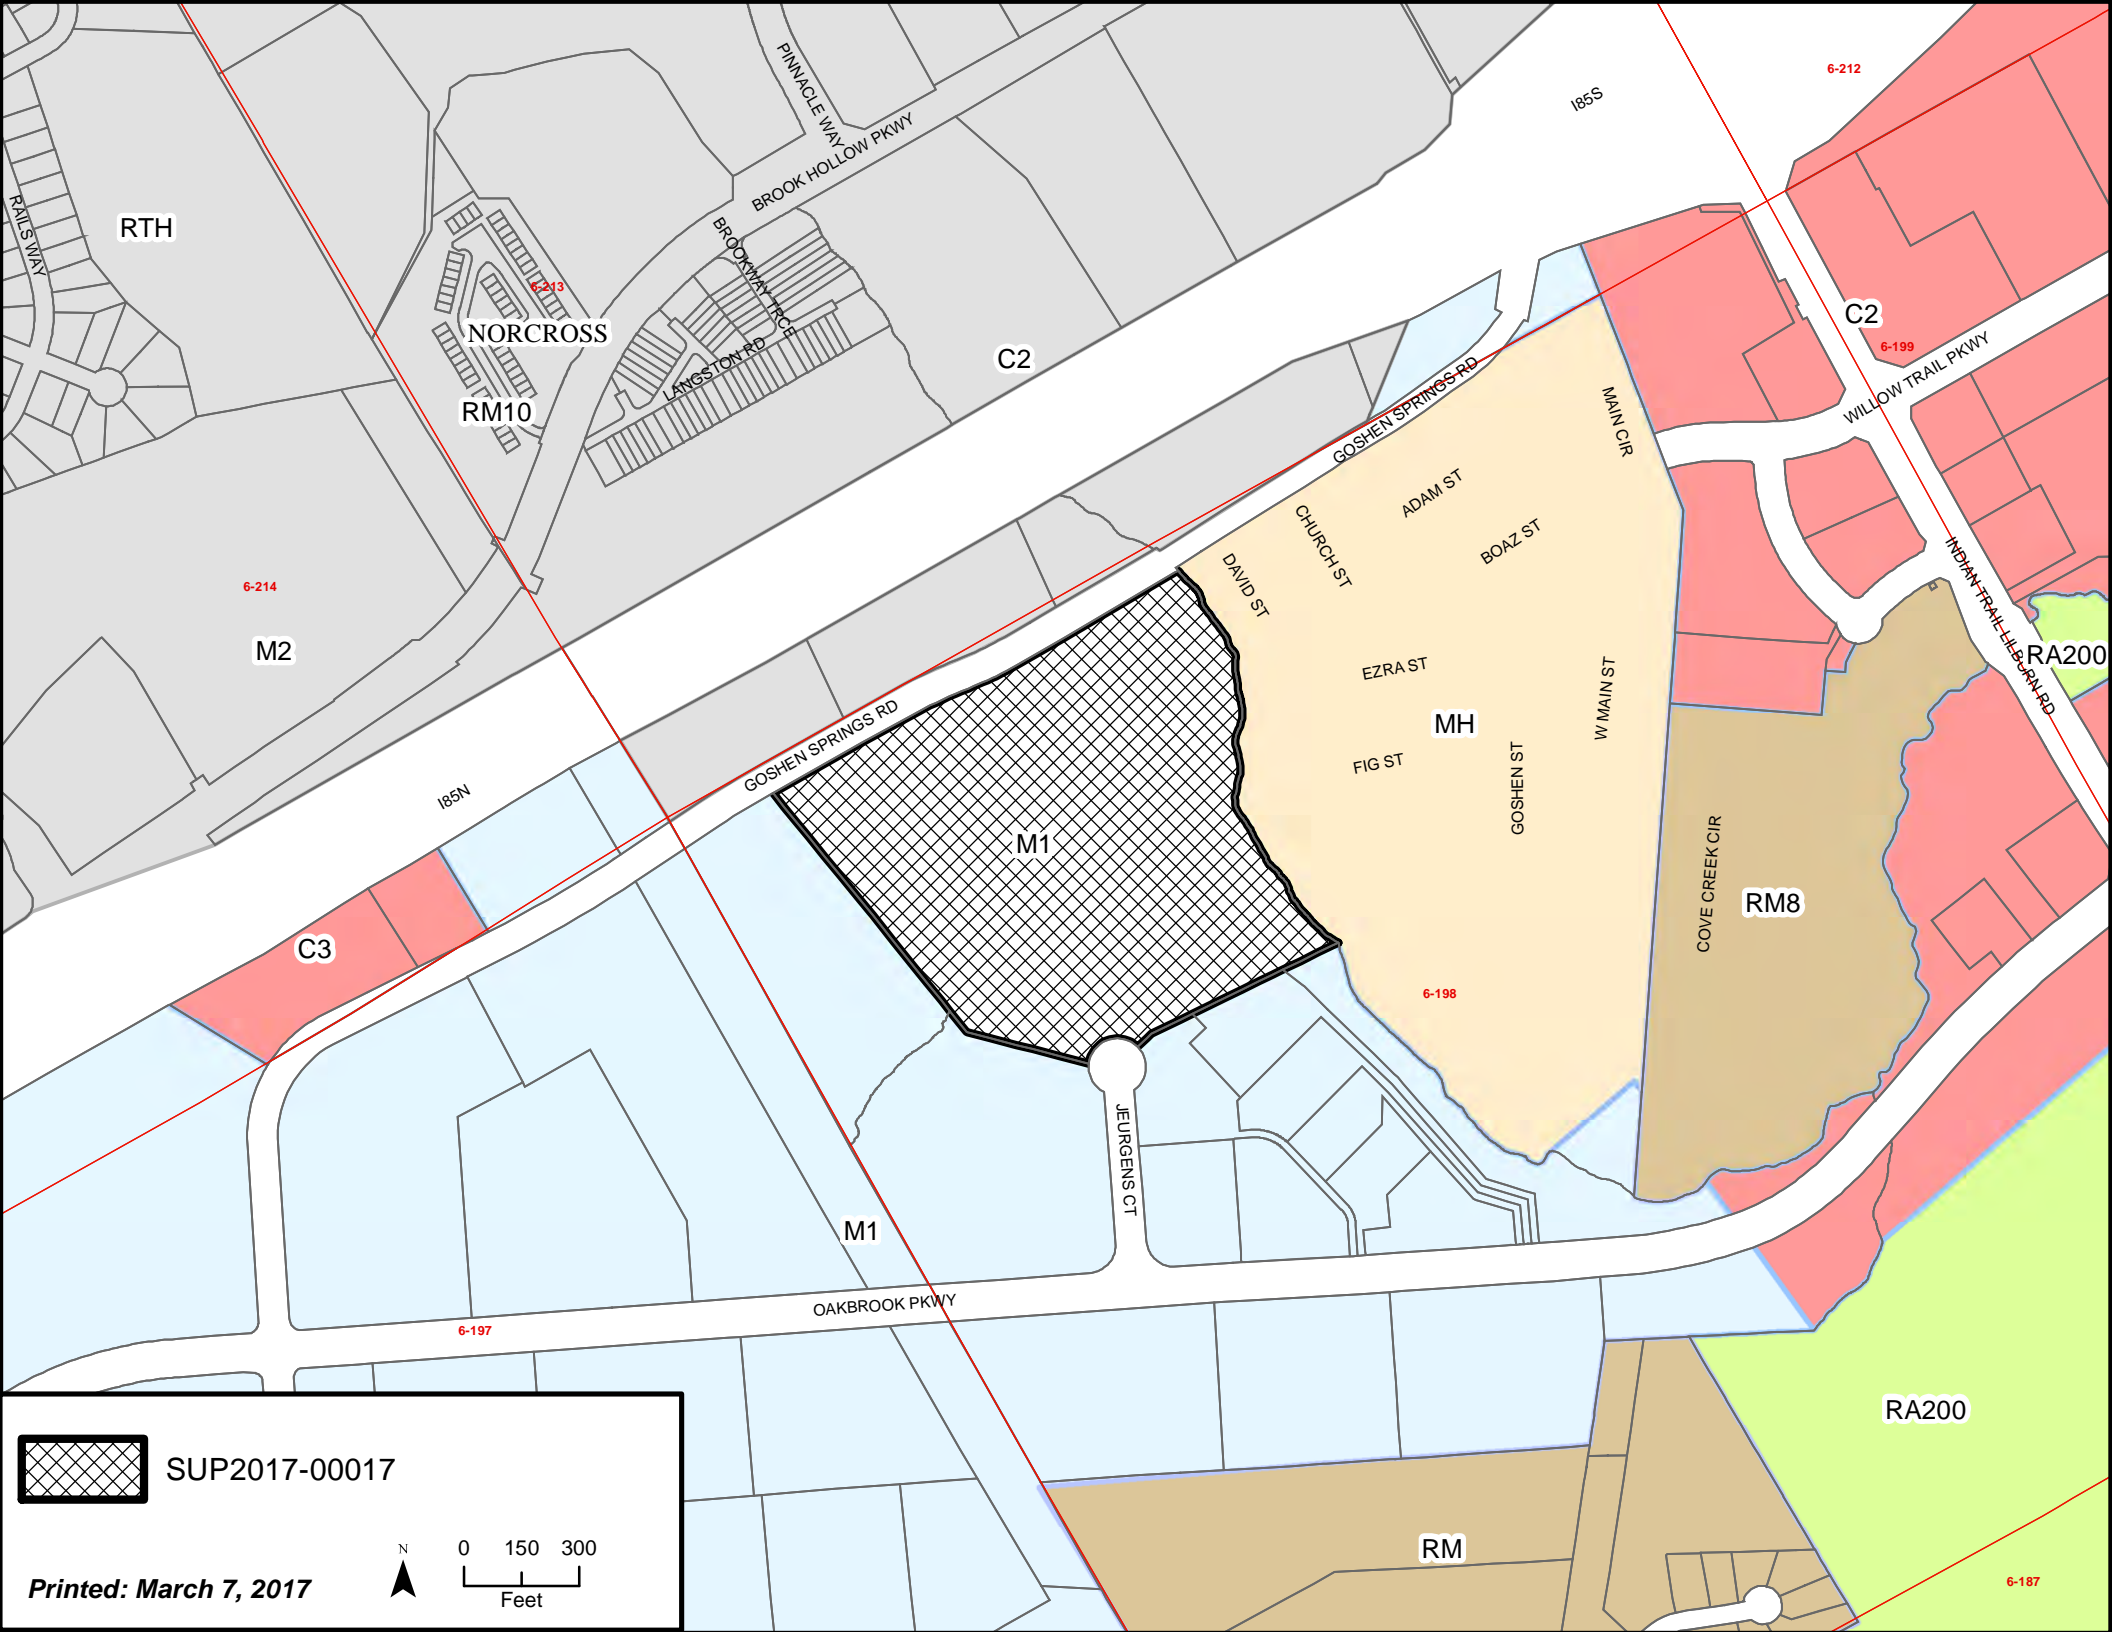 6-212
I85S
PINNACLE WAY
BROOK HOLLOW PKWY
RAILS WAY
RTH
BROOKWAY TRCE
6-213
NORCROSS
C2
C2
6-199
WILLOW TRAIL PKWY
LANGSTON RD
RM10
GOSHEN SPRINGS RD
MAIN CIR
ADAM ST
CHURCH ST
BOAZ ST
DAVID ST
INDIAN TRAIL LILBURN RD
6-214
M2
RA200
EZRA ST
W MAIN ST
MH
GOSHEN SPRINGS RD
FIG ST
GOSHEN ST
I85N
M1
COVE CREEK CIR
RM8
C3
6-198
JEURGENS CT
M1
OAKBROOK PKWY
6-197
RA200
SUP2017-00017
RM
N
0 150 300
Feet
Printed: March 7, 2017
6-187